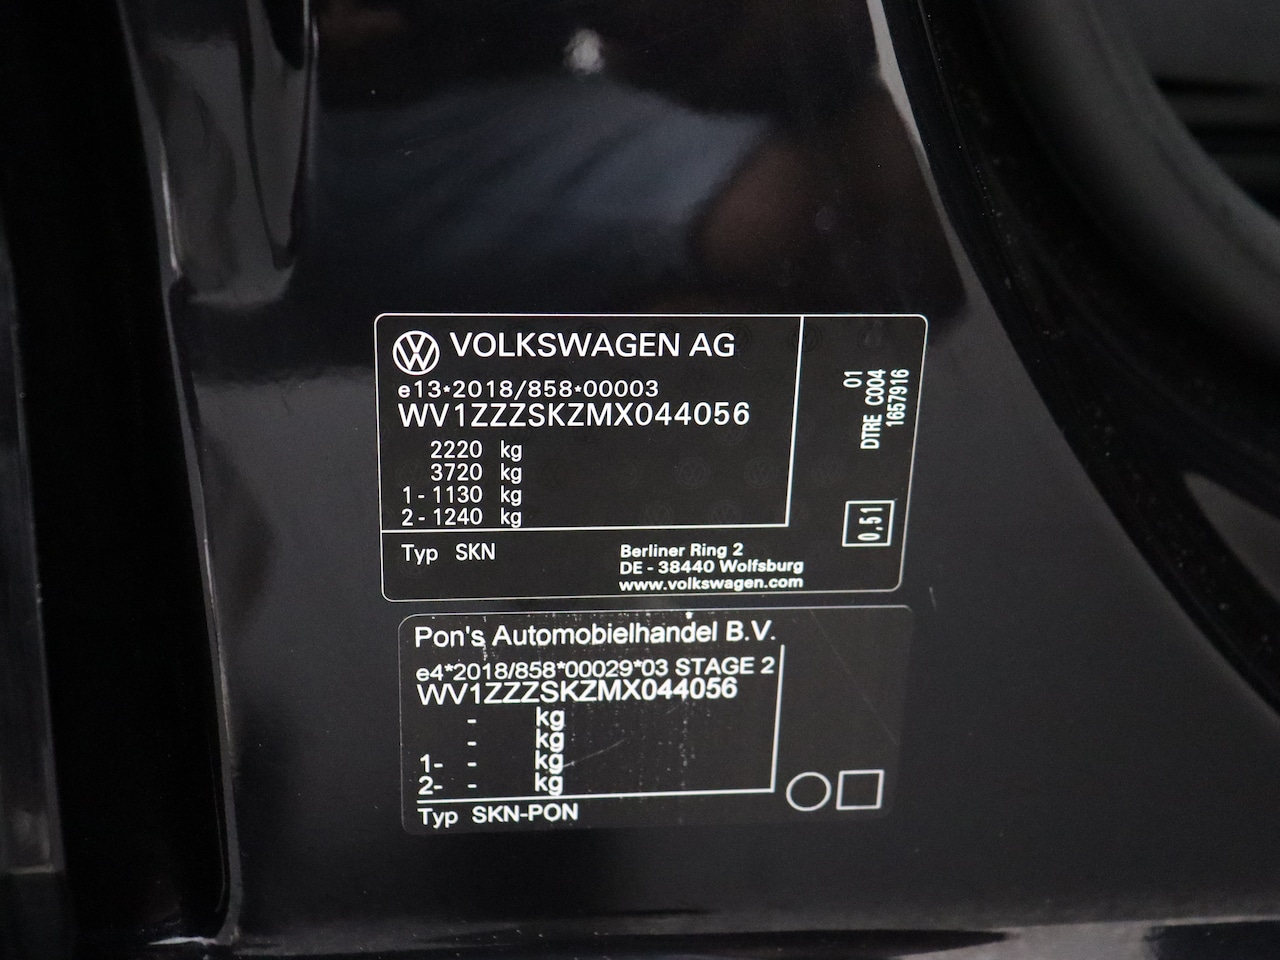 VOLKSWAGEN AG
e13*2018/858*00003
WV1ZZZSKZMX044056
2220 kg
3720 kg
1 - 1130 kg
2 - 1240 kg
Typ SKN
Berliner Ring 2
DE - 38440 Wolfsburg
www.volkswagen.com
01
DTRE C004
1657916
0,51
Pon's Automobielhandel B.V.
e4*2018/858*00029*03 STAGE 2
WV1ZZZSKZMX044056
- kg
- kg
1- - kg
2- - kg
Typ SKN-PON